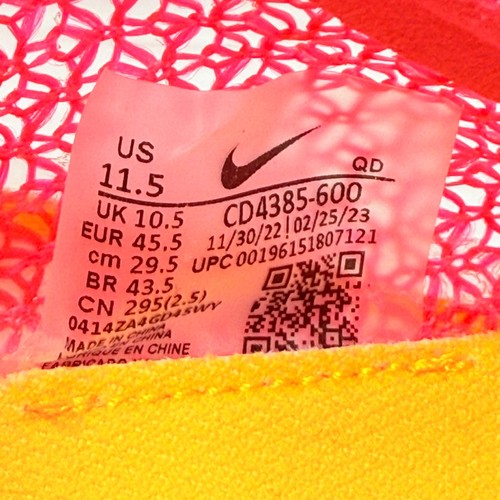 US
11.5
QD
UK 10.5
EUR 45.5
cm 29.5
BR 43.5
CN 295(2.5)
CD4385-600
11/30/22 | 02/25/23
UPC 00196151807121
0414ZA4GD45WY
MADE IN CHINA
EN CHINE